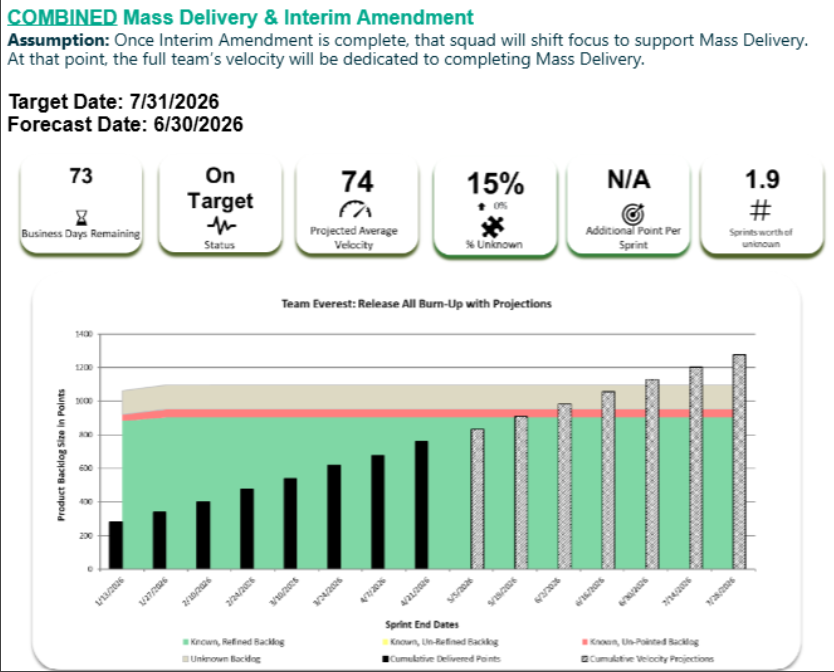 COMBINED Mass Delivery & Interim Amendment
Assumption: Once Interim Amendment is complete, that squad will shift focus to support Mass Delivery.
At that point, the full team's velocity will be dedicated to completing Mass Delivery.
Target Date: 7/31/2026
Forecast Date: 6/30/2026
73
Business Days Remaining
On
Target
Status
74
Projected Average
Velocity
15%
0%
% Unknown
N/A
Additional Point Per
Sprint
1.9
#
Sprints worth of
unknown
Team Everest: Release All Burn-Up with Projections
Product Backlog Size in Points
1400
1200
1000
800
600
400
200
0
1/13/2026
1/27/2026
2/10/2026
2/24/2026
3/10/2026
3/24/2026
4/7/2026
4/21/2026
5/5/2026
5/19/2026
6/2/2026
6/16/2026
6/30/2026
7/14/2026
7/28/2026
Sprint End Dates
Known, Refined Backlog
Known, Un-Refined Backlog
Known, Un-Pointed Backlog
Unknown Backlog
Cumulative Delivered Points
Cumulative Velocity Projections